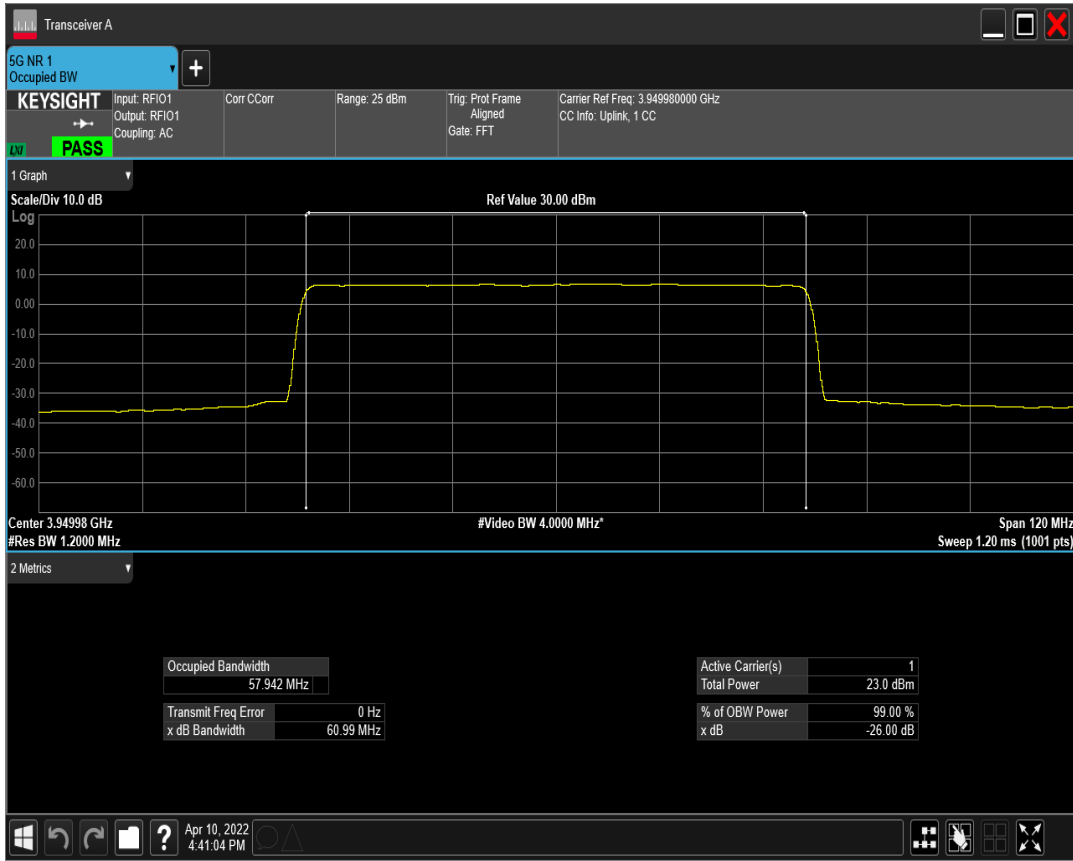 Transceiver A
5G NR 1
Occupied BW
KEYSIGHT
LXI
PASS
Input: RFIO1
Output: RFIO1
Coupling: AC
Corr CCorr
Range: 25 dBm
Trig: Prot Frame
Aligned
Gate: FFT
Carrier Ref Freq: 3.949980000 GHz
CC Info: Uplink, 1 CC
1 Graph
Scale/Div 10.0 dB
Ref Value 30.00 dBm
Log
20.0
10.0
0.00
-10.0
-20.0
-30.0
-40.0
-50.0
-60.0
Center 3.94998 GHz
#Video BW 4.0000 MHz*
Span 120 MHz
#Res BW 1.2000 MHz
Sweep 1.20 ms (1001 pts)
2 Metrics
Occupied Bandwidth
57.942 MHz
Transmit Freq Error 0 Hz
x dB Bandwidth 60.99 MHz
Active Carrier(s) 1
Total Power 23.0 dBm
% of OBW Power 99.00 %
x dB -26.00 dB
?
Apr 10, 2022
4:41:04 PM